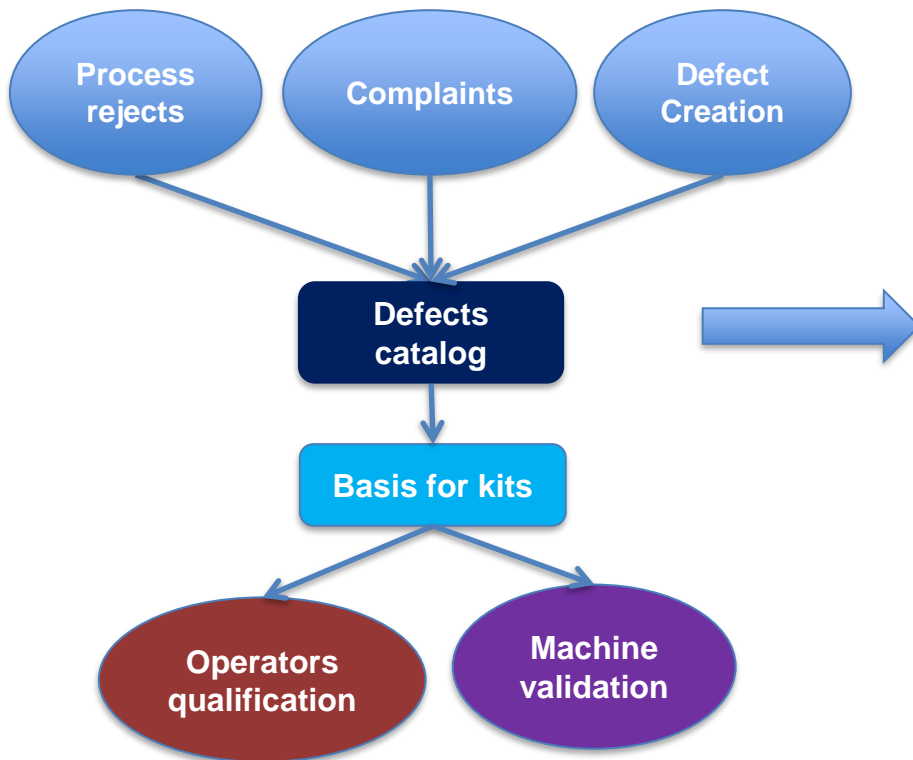 Process
rejects
Complaints
Defect
Creation
Defects
catalog
Basis for kits
Operators
qualification
Machine
validation